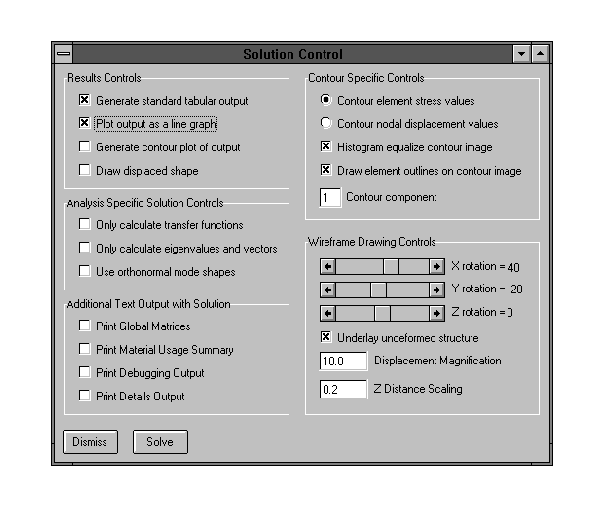 Solution Control
Results Controls
Generate standard tabular output
Plot output as a line graph
Generate contour plot of output
Draw dispaced shape
Analysis Specific Solution Controls
Only calculate transfer functions
Only calculate eigenvalues and vectors
Use orthonormal mode shapes
Additional Text Output with Solution
Print Global Matrices
Print Material Usage Summary
Print Debugging Output
Print Details Output
Dismiss
Solve
Contour Specific Controls
Contour element stress values
Contour nodal displacement values
Histogram equalize contour image
Draw element outlines on contour image
1 Contour component:
Wireframe Drawing Controls
X rotation = 40
Y rotation = 20
Z rotation = 0
Underlay undeformed structure
10.0 Displacement Magnification
0.2 Z Distance Scaling